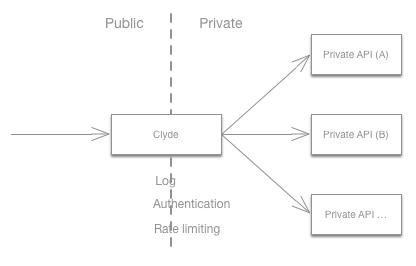 Public
Private
Private API (A)
Clyde
Private API (B)
Log
Authentication
Private API ...
Rate limiting